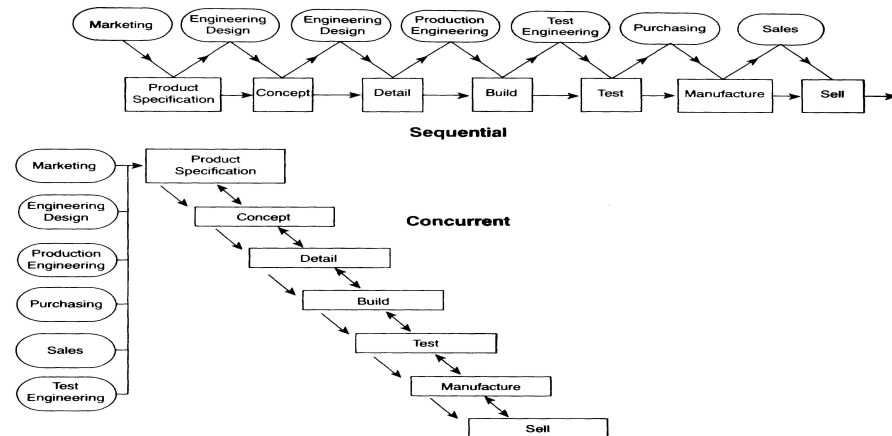 Marketing
Engineering
Design
Engineering
Design
Production
Engineering
Test
Engineering
Purchasing
Sales
Product
Specification
Concept
Detail
Build
Test
Manufacture
Sell
Sequential
Marketing
Engineering
Design
Production
Engineering
Purchasing
Sales
Test
Engineering
Product
Specification
Concept
Concurrent
Detail
Build
Test
Manufacture
Sell